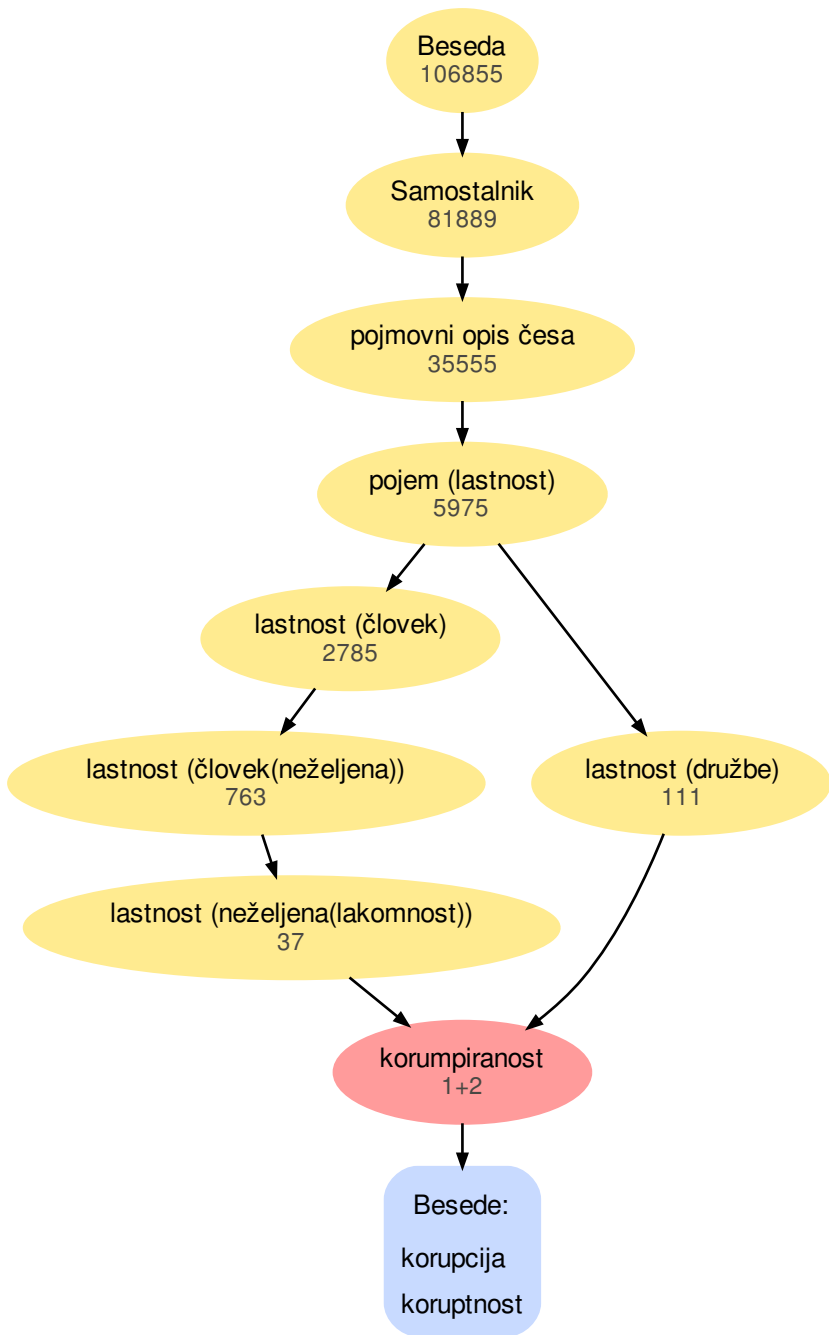 Beseda
106855
Samostalnik
81889
pojmovni opis česa
35555
pojem (lastnost)
5975
lastnost (človek)
2785
lastnost (človek(neželjena))
763
lastnost (družbe)
111
lastnost (neželjena(lakomnost))
37
korumpiranost
1+2
Besede:
korupcija
koruptnost